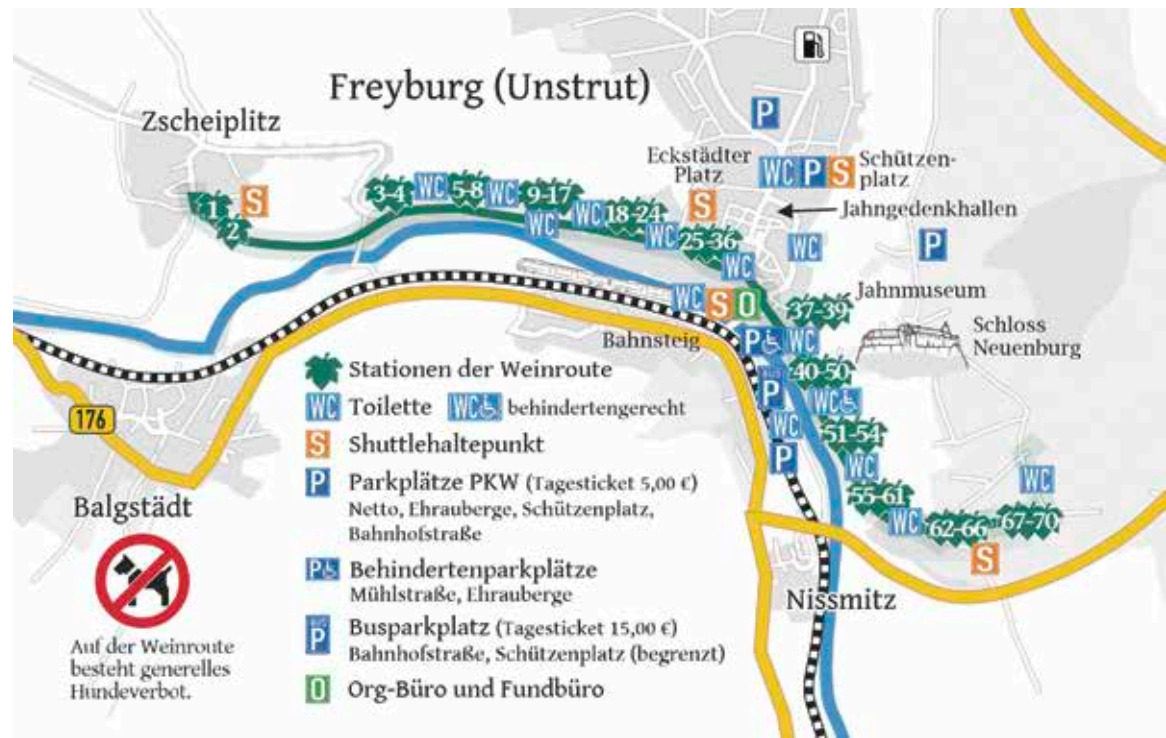 Freyburg (Unstrut)
Zscheiplitz
P
Eckstädter
Platz
WC P S
Schützen-
platz
S
1
2
S
3-4
WC
5-8
WC
9-17
WC
WC
18-24
WC
25-36
WC
Jahngedenkhallen
WC
P
WC S O
37-39
Jahnmuseum
Schloss
Neuenburg
Bahnsteig
P WC
40-50
BUS
P
WC
WC
51-54
P
WC
55-61
WC
62-66
67-70
WC
S
Nissmitz
176
Balgstädt
Auf der Weinroute
besteht generelles
Hundeverbot.
Stationen der Weinroute
WC Toilette WC behindertengerecht
S Shuttlehaltepunkt
P Parkplätze PKW (Tagesticket 5,00 €)
Netto, Ehrauberge, Schützenplatz,
Bahnhofstraße
P Behindertenparkplätze
Mühlstraße, Ehrauberge
BUS
P Busparkplatz (Tagesticket 15,00 €)
Bahnhofstraße, Schützenplatz (begrenzt)
O Org-Büro und Fundbüro